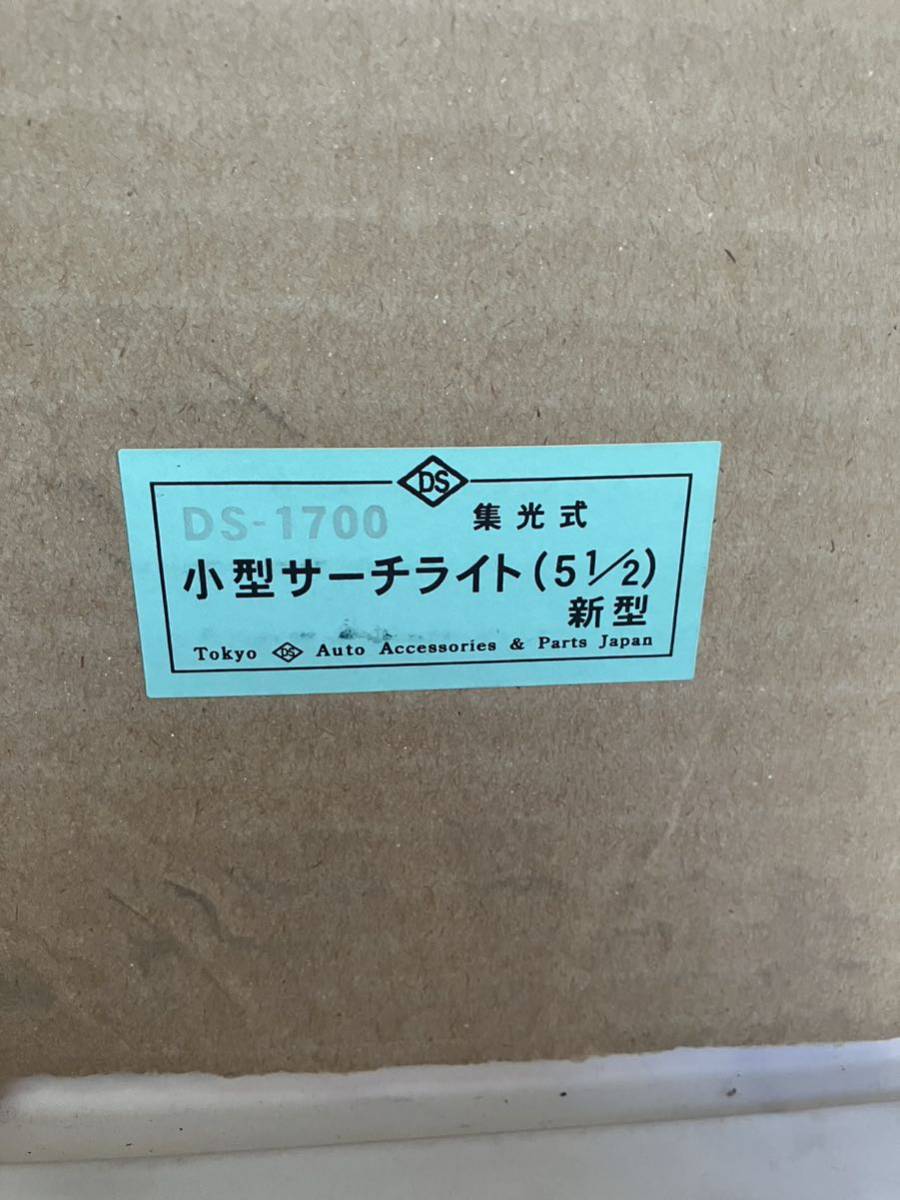 DS
DS-1700 集光式
小型サーチライト(5 1/2)
新型
Tokyo DS Auto Accessories & Parts Japan